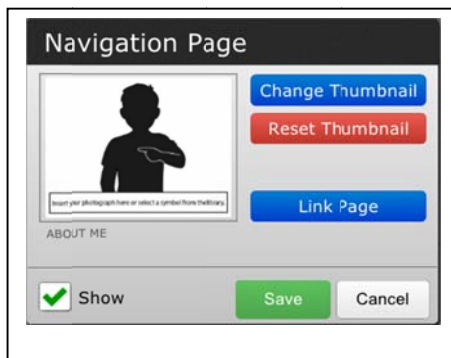 Navigation Page
Change Thumbnail
Reset Thumbnail
Insert your photograph here or select a symbol from the library.
Link Page
ABOUT ME
Show
Save
Cancel